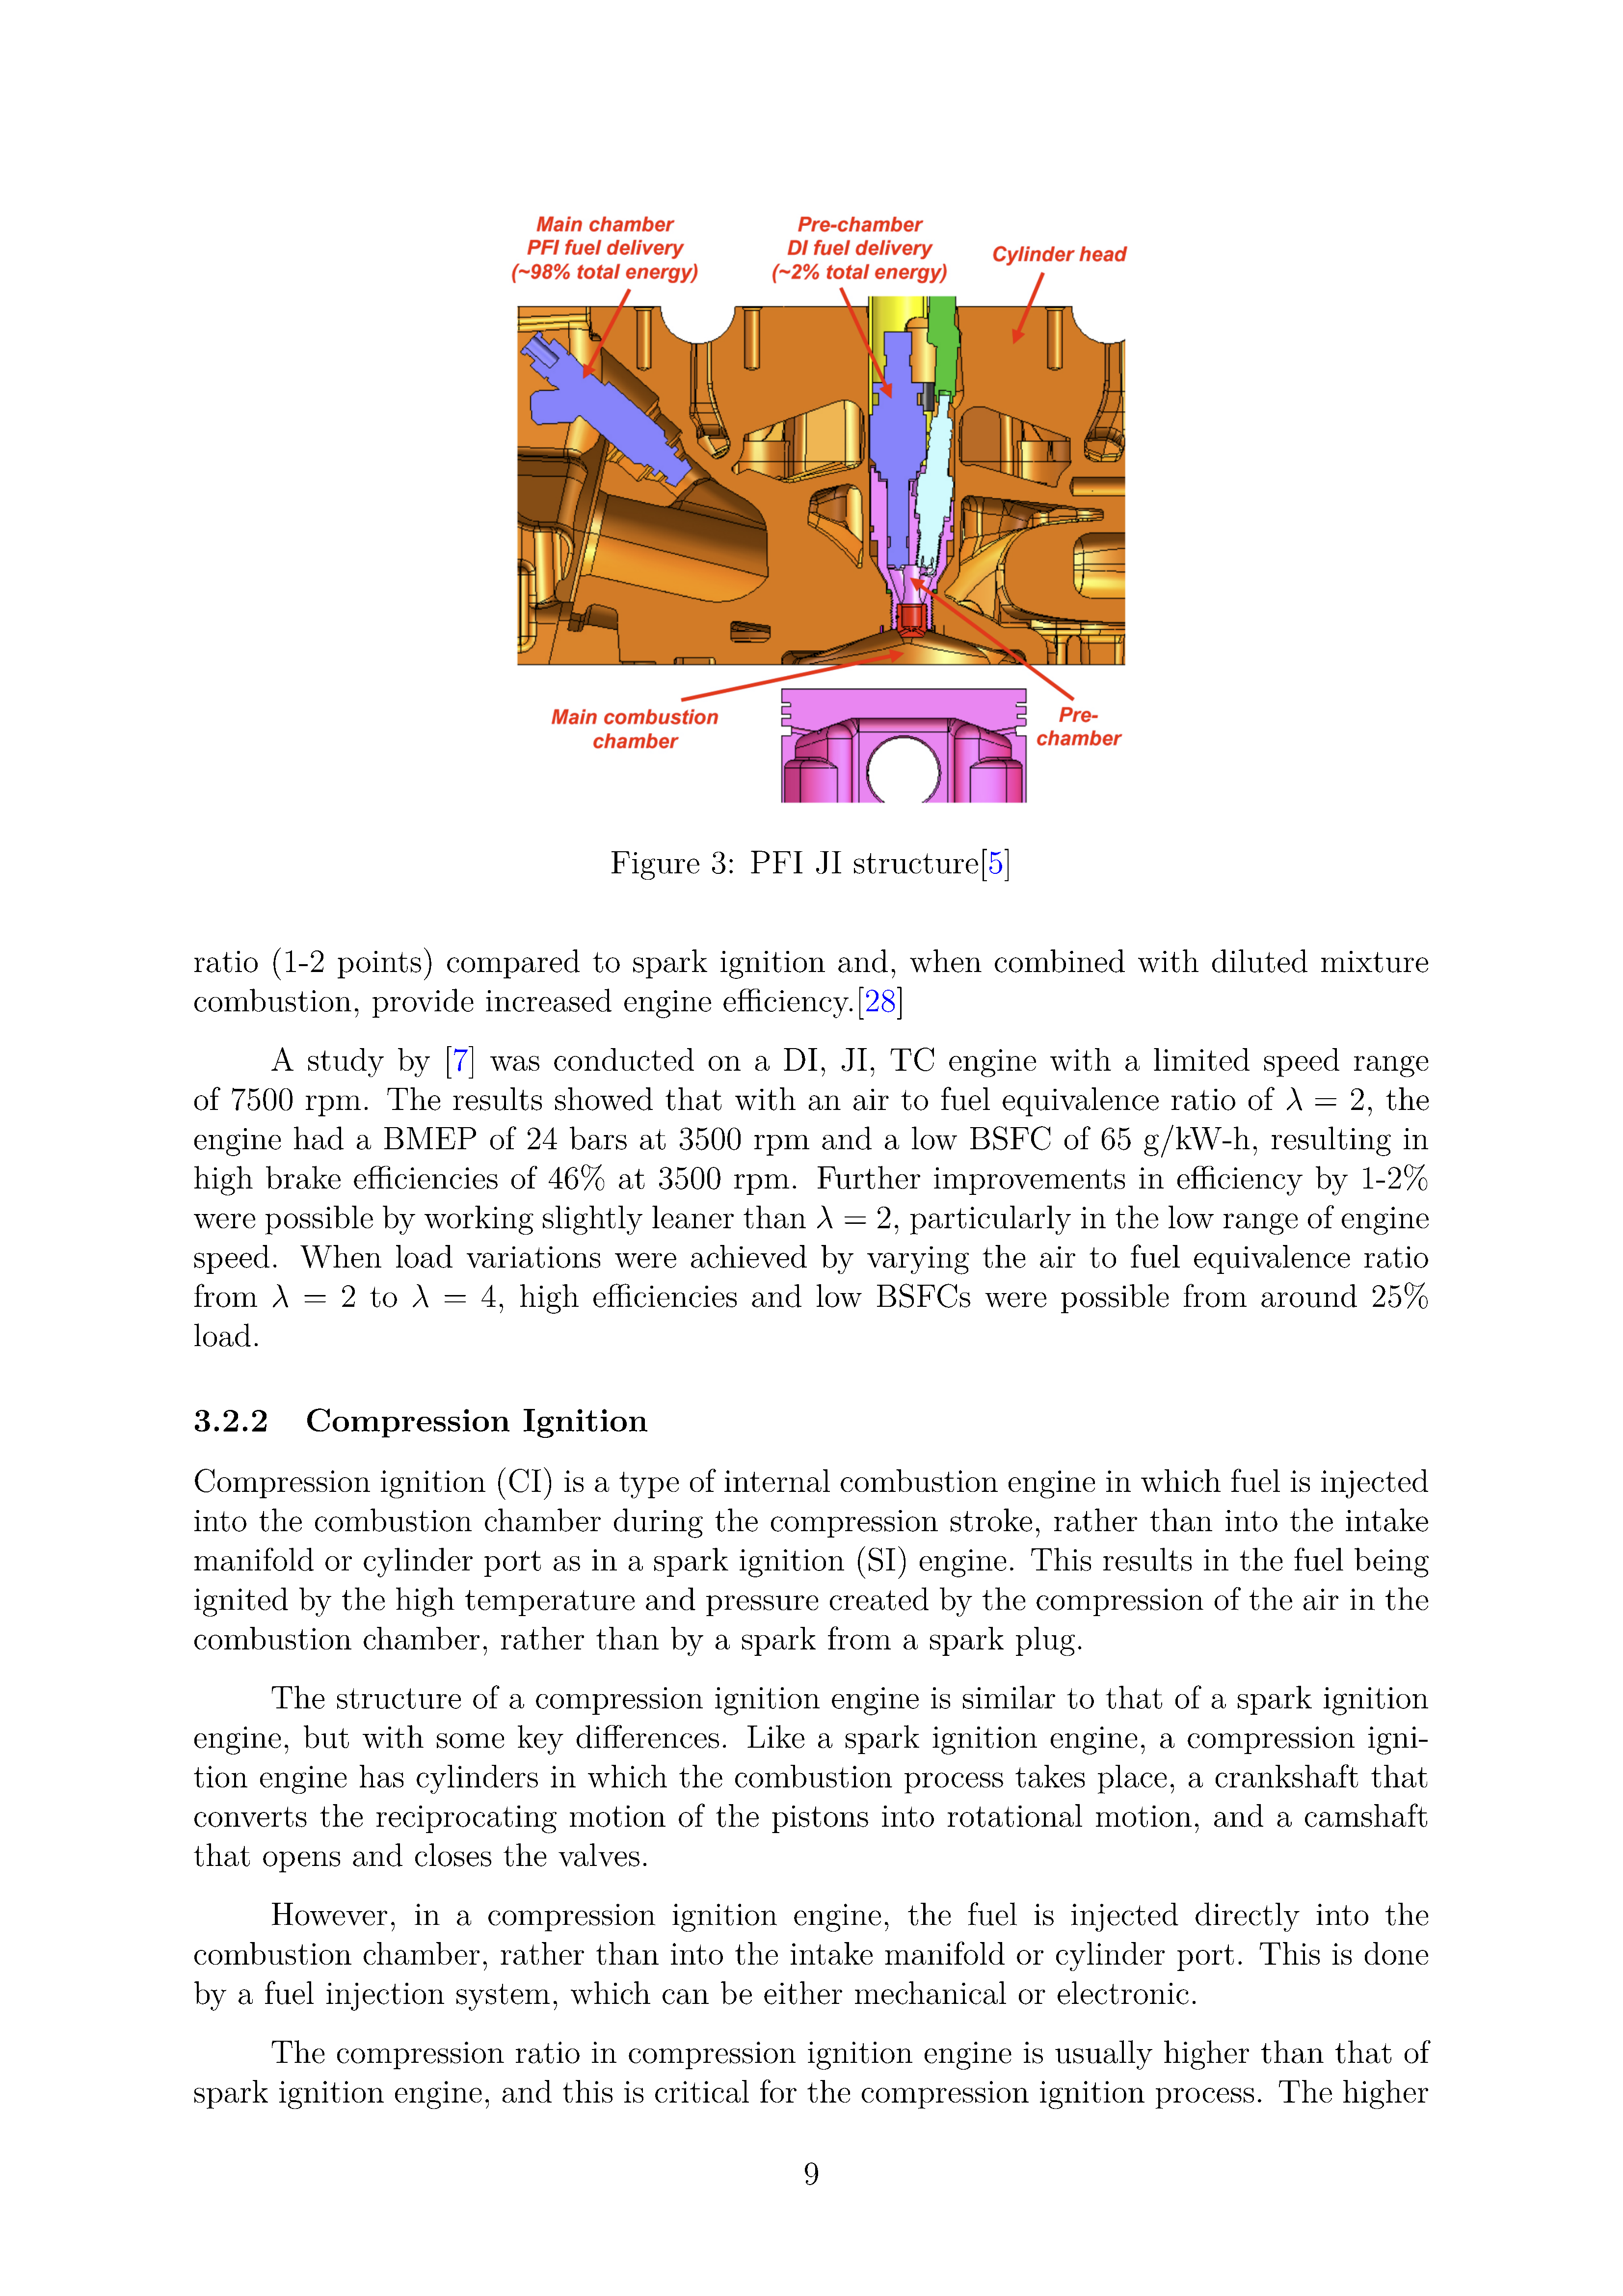 Main chamber
PFI fuel delivery
(~98% total energy)
Pre-chamber
DI fuel delivery
(~2% total energy)
Cylinder head
Main combustion
chamber
Pre-
chamber
Figure 3: PFI JI structure[5]
ratio (1-2 points) compared to spark ignition and, when combined with diluted mixture
combustion, provide increased engine efficiency.[28]
A study by [7] was conducted on a DI, JI, TC engine with a limited speed range
of 7500 rpm. The results showed that with an air to fuel equivalence ratio of λ = 2, the
engine had a BMEP of 24 bars at 3500 rpm and a low BSFC of 65 g/kW-h, resulting in
high brake efficiencies of 46% at 3500 rpm. Further improvements in efficiency by 1-2%
were possible by working slightly leaner than λ = 2, particularly in the low range of engine
speed. When load variations were achieved by varying the air to fuel equivalence ratio
from λ = 2 to λ = 4, high efficiencies and low BSFCs were possible from around 25%
load.
3.2.2 Compression Ignition
Compression ignition (CI) is a type of internal combustion engine in which fuel is injected
into the combustion chamber during the compression stroke, rather than into the intake
manifold or cylinder port as in a spark ignition (SI) engine. This results in the fuel being
ignited by the high temperature and pressure created by the compression of the air in the
combustion chamber, rather than by a spark from a spark plug.
The structure of a compression ignition engine is similar to that of a spark ignition
engine, but with some key differences. Like a spark ignition engine, a compression igni-
tion engine has cylinders in which the combustion process takes place, a crankshaft that
converts the reciprocating motion of the pistons into rotational motion, and a camshaft
that opens and closes the valves.
However, in a compression ignition engine, the fuel is injected directly into the
combustion chamber, rather than into the intake manifold or cylinder port. This is done
by a fuel injection system, which can be either mechanical or electronic.
The compression ratio in compression ignition engine is usually higher than that of
spark ignition engine, and this is critical for the compression ignition process. The higher
9